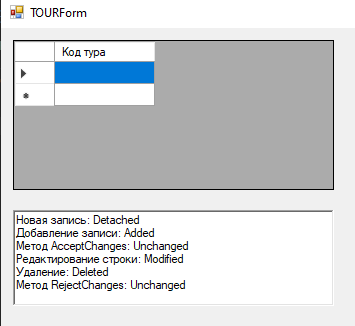 TOURForm
Код тура
Новая запись: Detached
Добавление записи: Added
Метод AcceptChanges: Unchanged
Редактирование строки: Modified
Удаление: Deleted
Метод RejectChanges: Unchanged